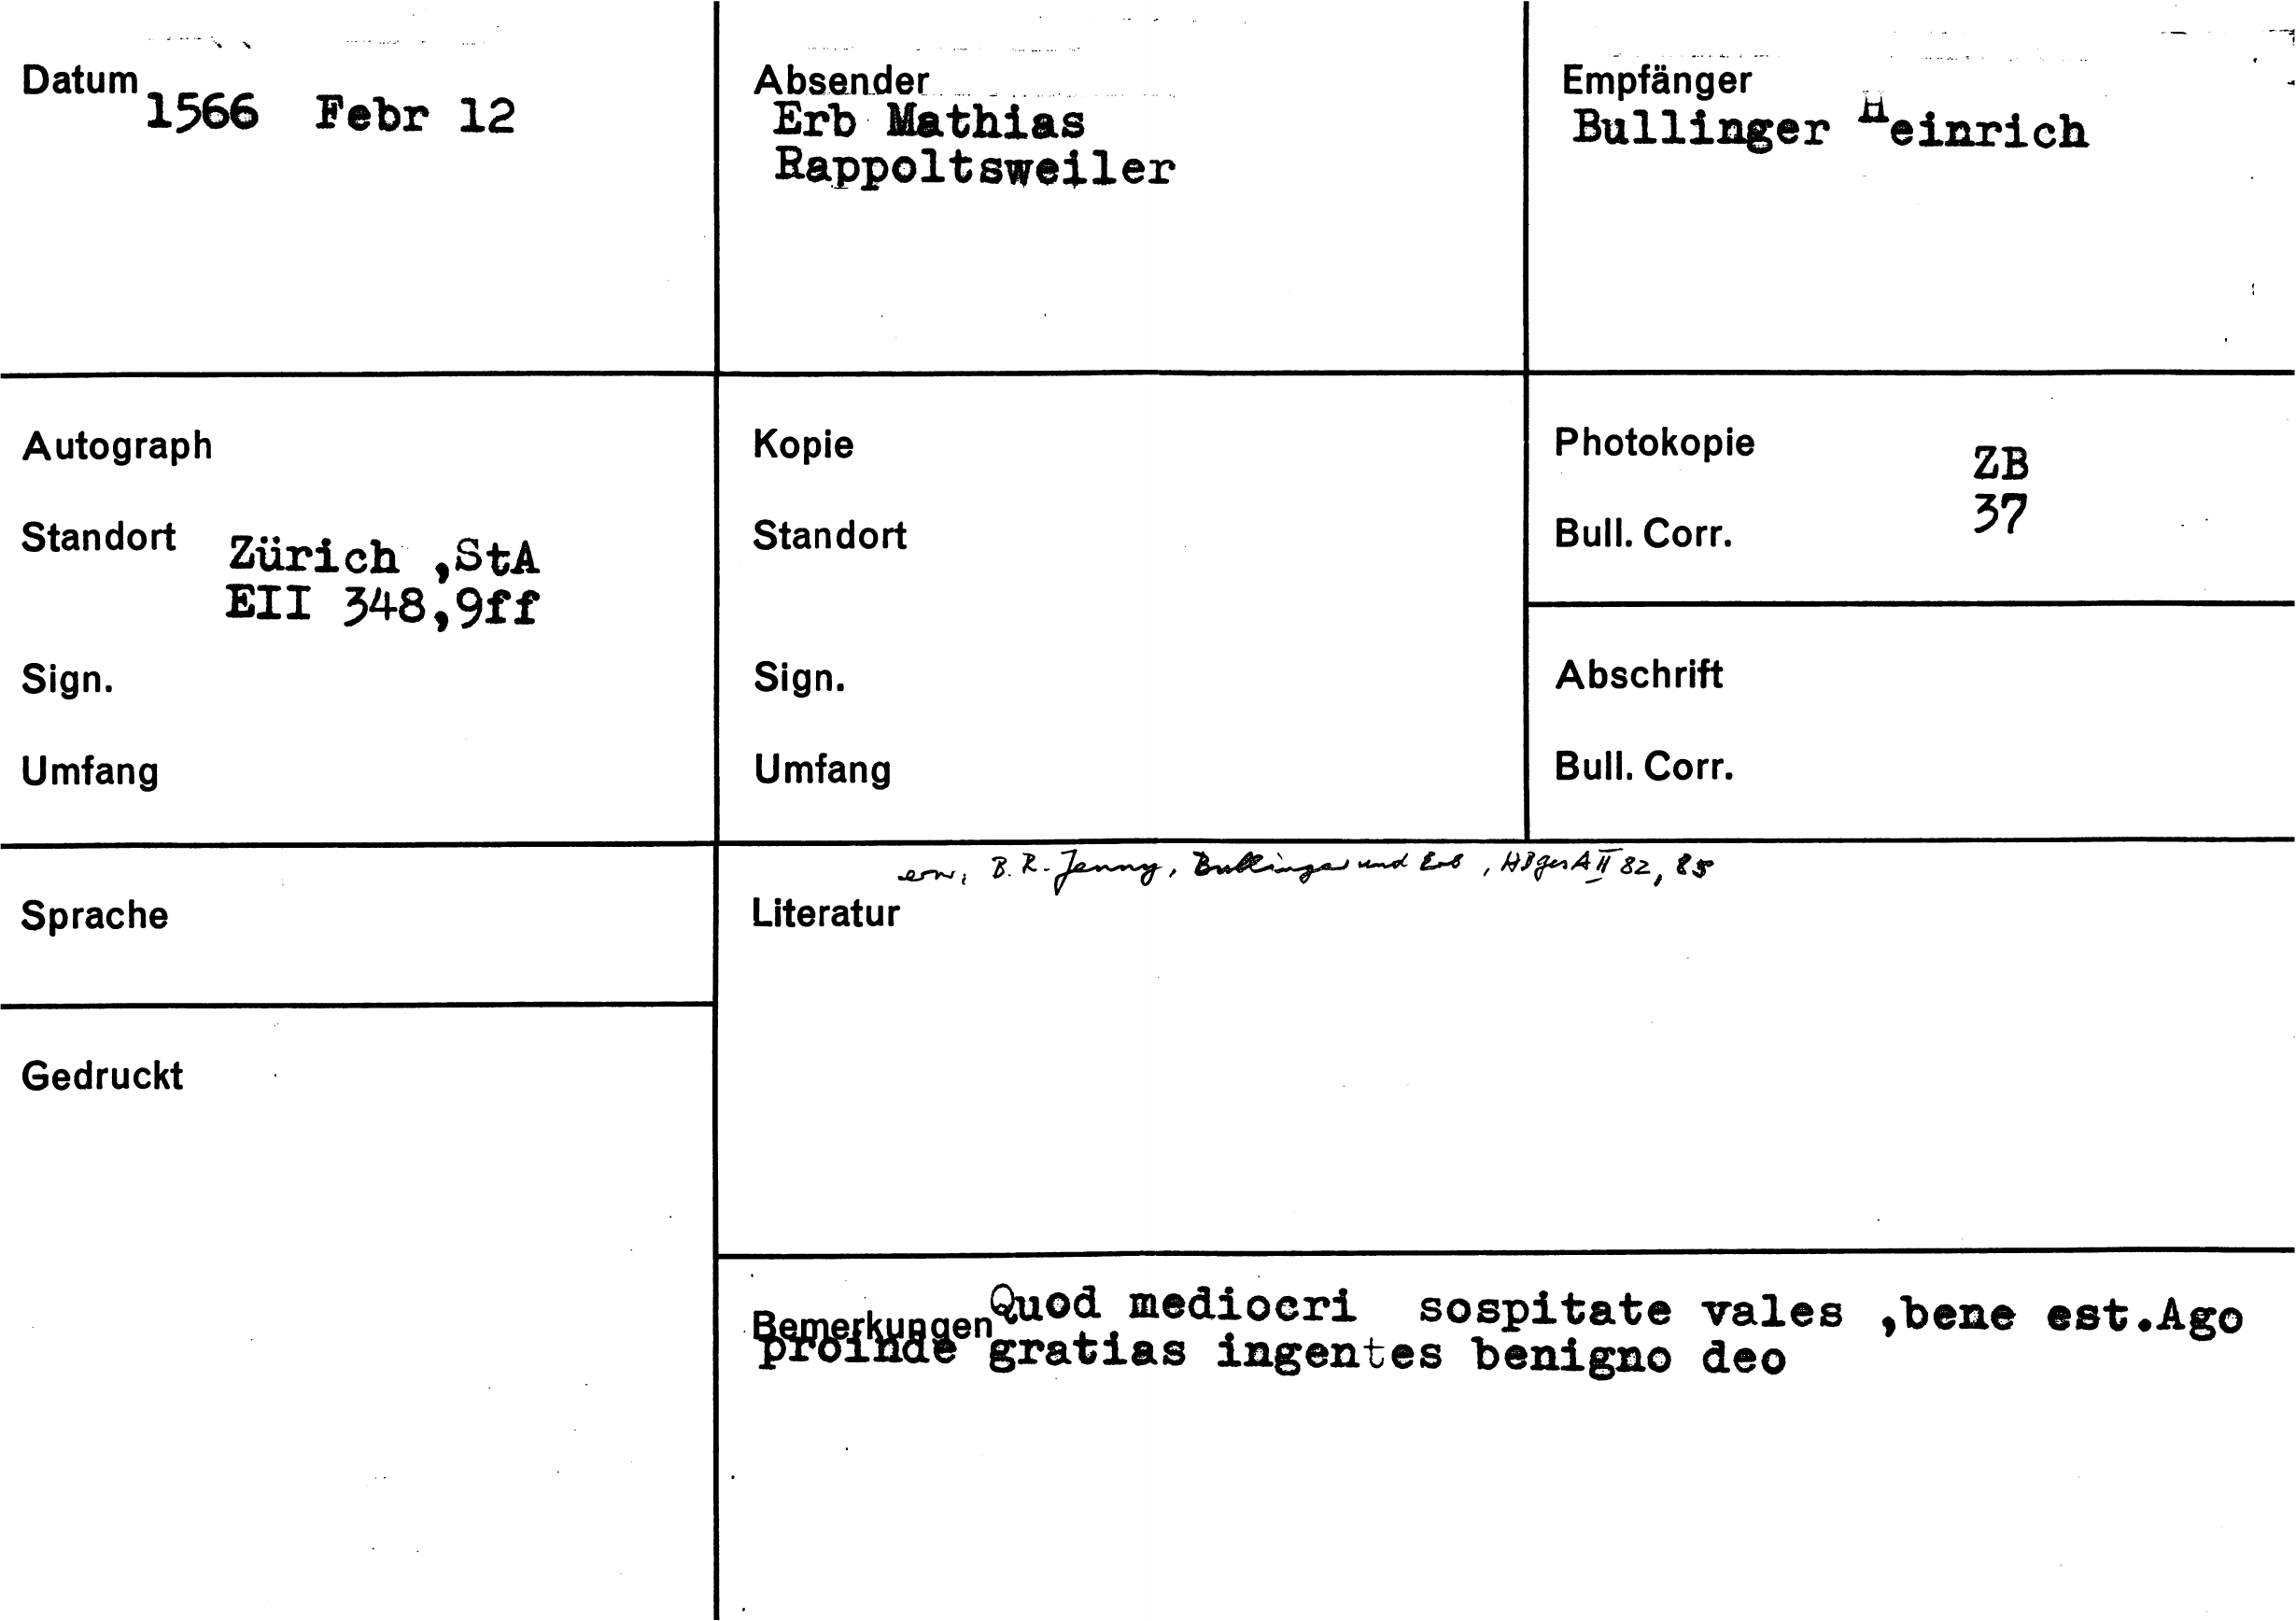 Datum 1566 Febr 12
Absender
Erb Mathias
Rappoltsweiler
Empfänger
Bullinger Heinrich
Autograph
Standort Zürich ,StA
EII 348,9ff
Sign.
Umfang
Kopie
Standort
Sign.
Umfang
Photokopie ZB
Bull. Corr. 37
Abschrift
Bull. Corr.
Sprache
Gedruckt
erw. B. R. Jenny, Bullinger und Erb, HBgesA II 82, 85
Literatur
Bemerkungen Quod mediocri sospitate vales ,bene est.Ago
proinde gratias ingentes benigno deo